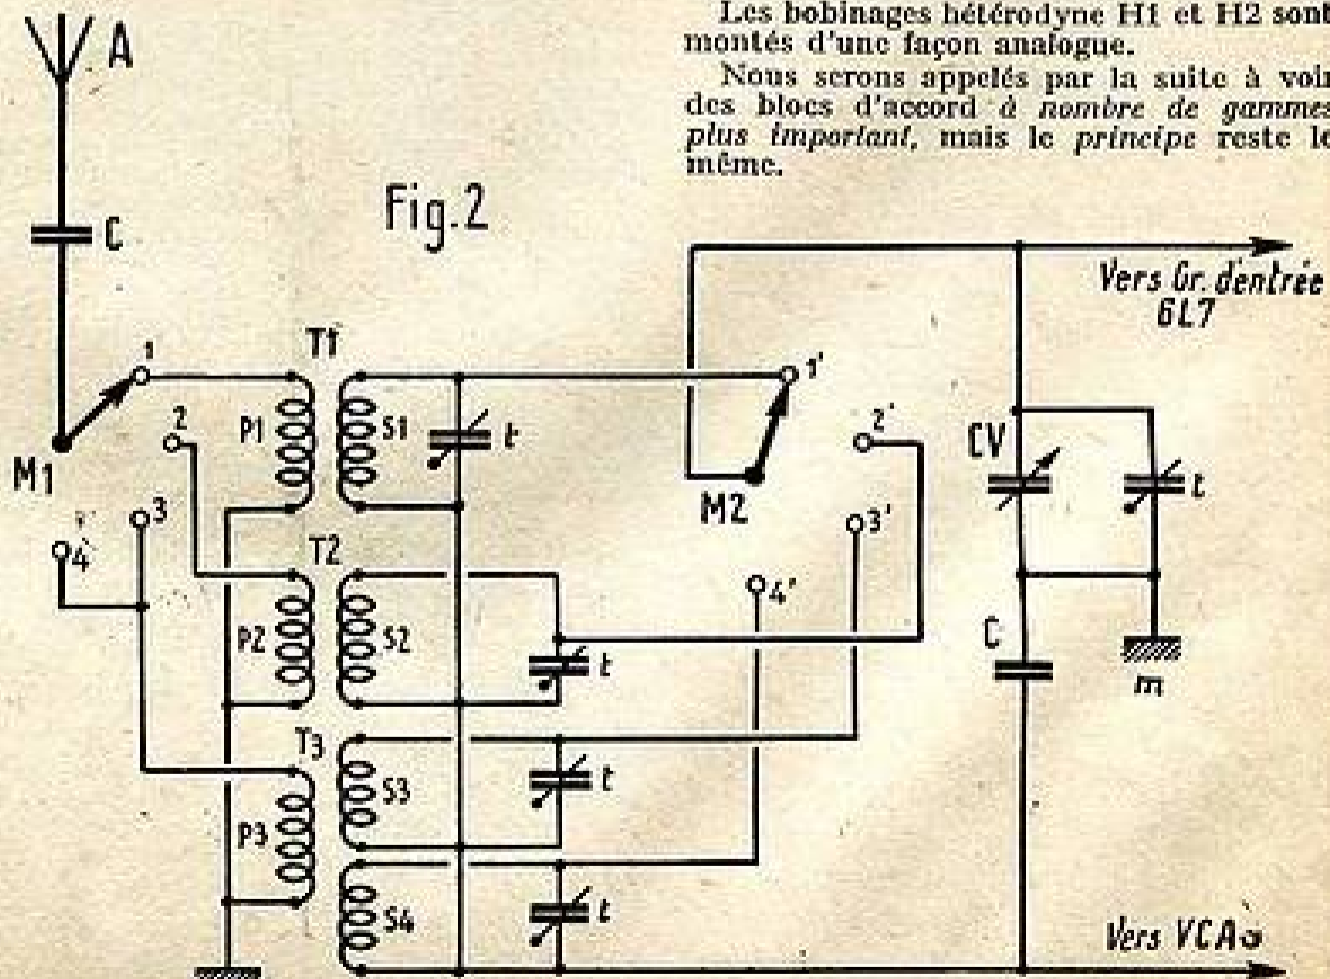 Les bobinages hétérodyne H1 et H2 sont
montés d'une façon analogue.
Nous serons appelés par la suite à voir
des blocs d'accord à nombre de gammes
plus important, mais le principe reste le
même.
A
Fig.2
C
Vers Gr. d'entrée
6L7
T1
1
1'
2
P1
S1
t
2'
CV
M1
M2
t
3
3'
4
T2
4'
P2
S2
t
C
m
T3
S3
t
P3
S4
t
Vers VCA